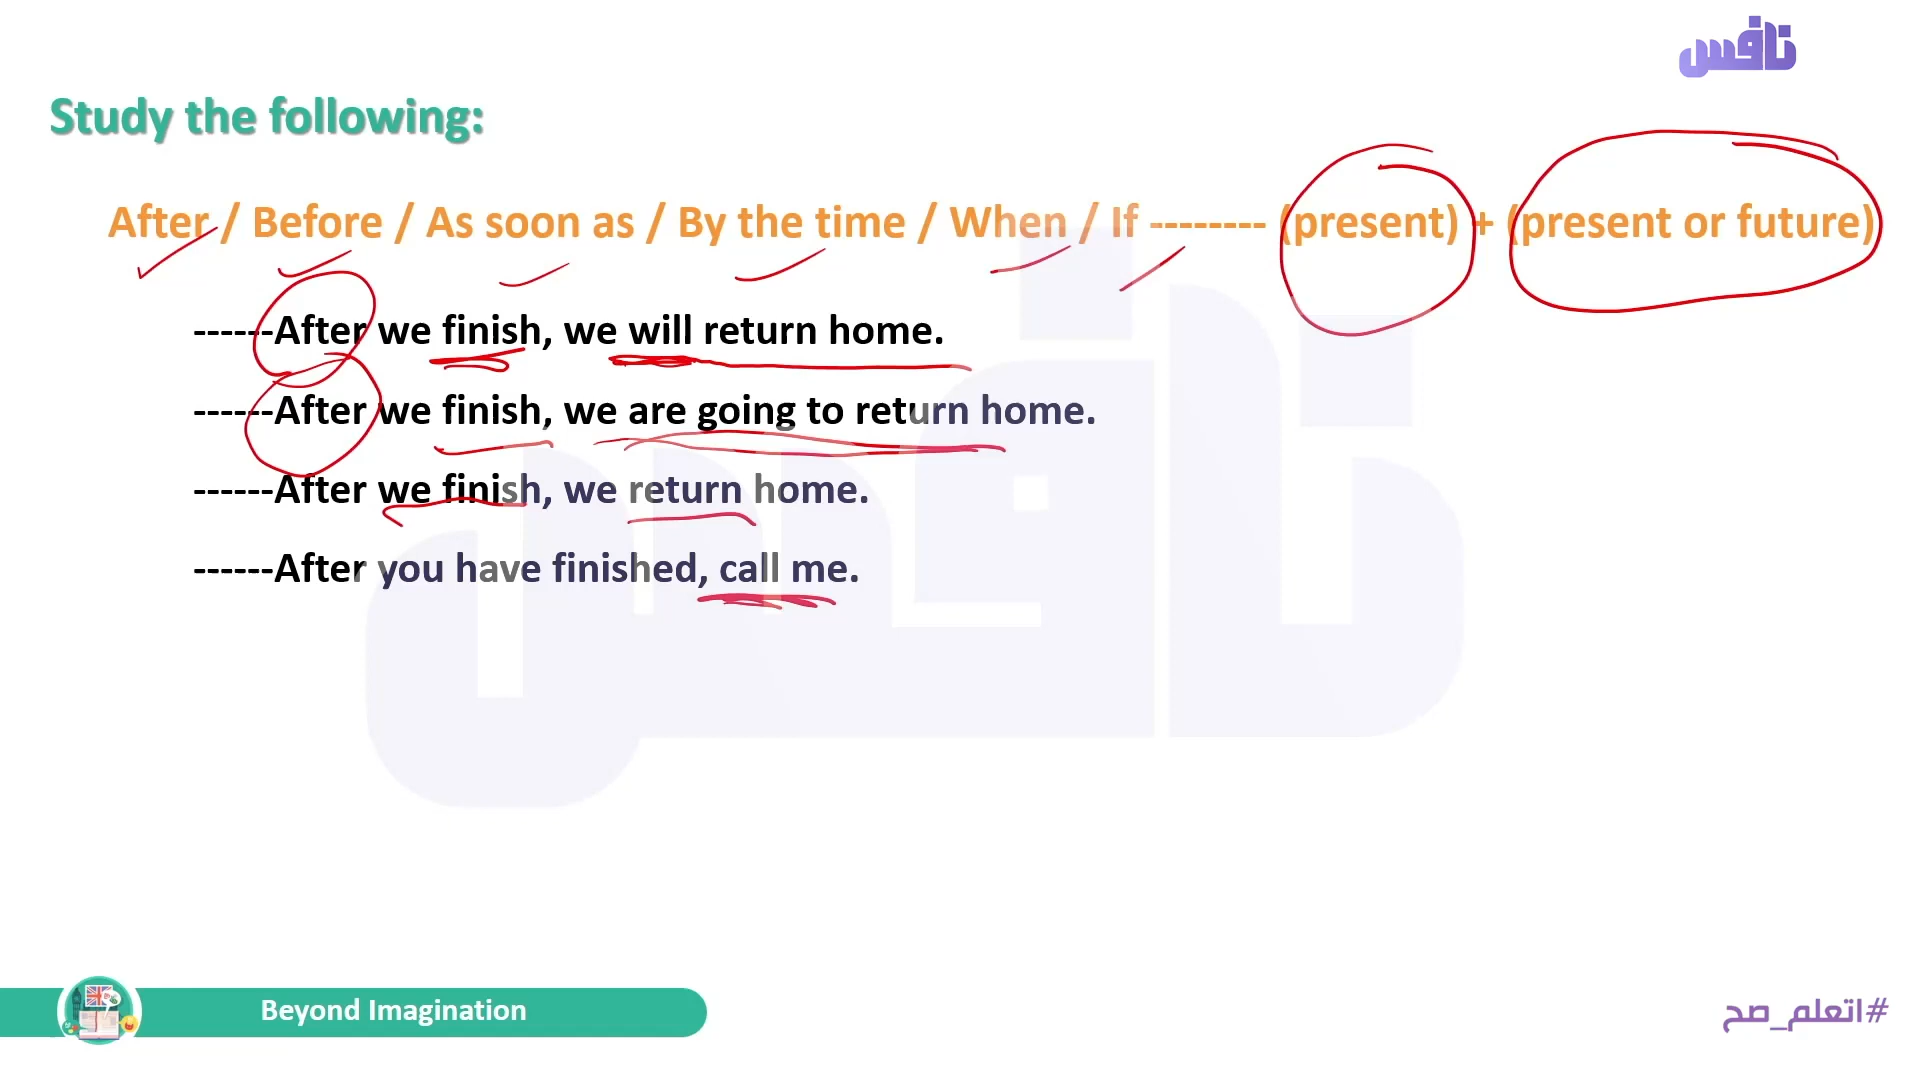 نافس
Study the following:
After / Before / As soon as / By the time / When / If -------- (present) + (present or future)
------After we finish, we will return home.
------After we finish, we are going to return home.
------After we finish, we return home.
------After you have finished, call me.
Beyond Imagination
#اتعلم_صح